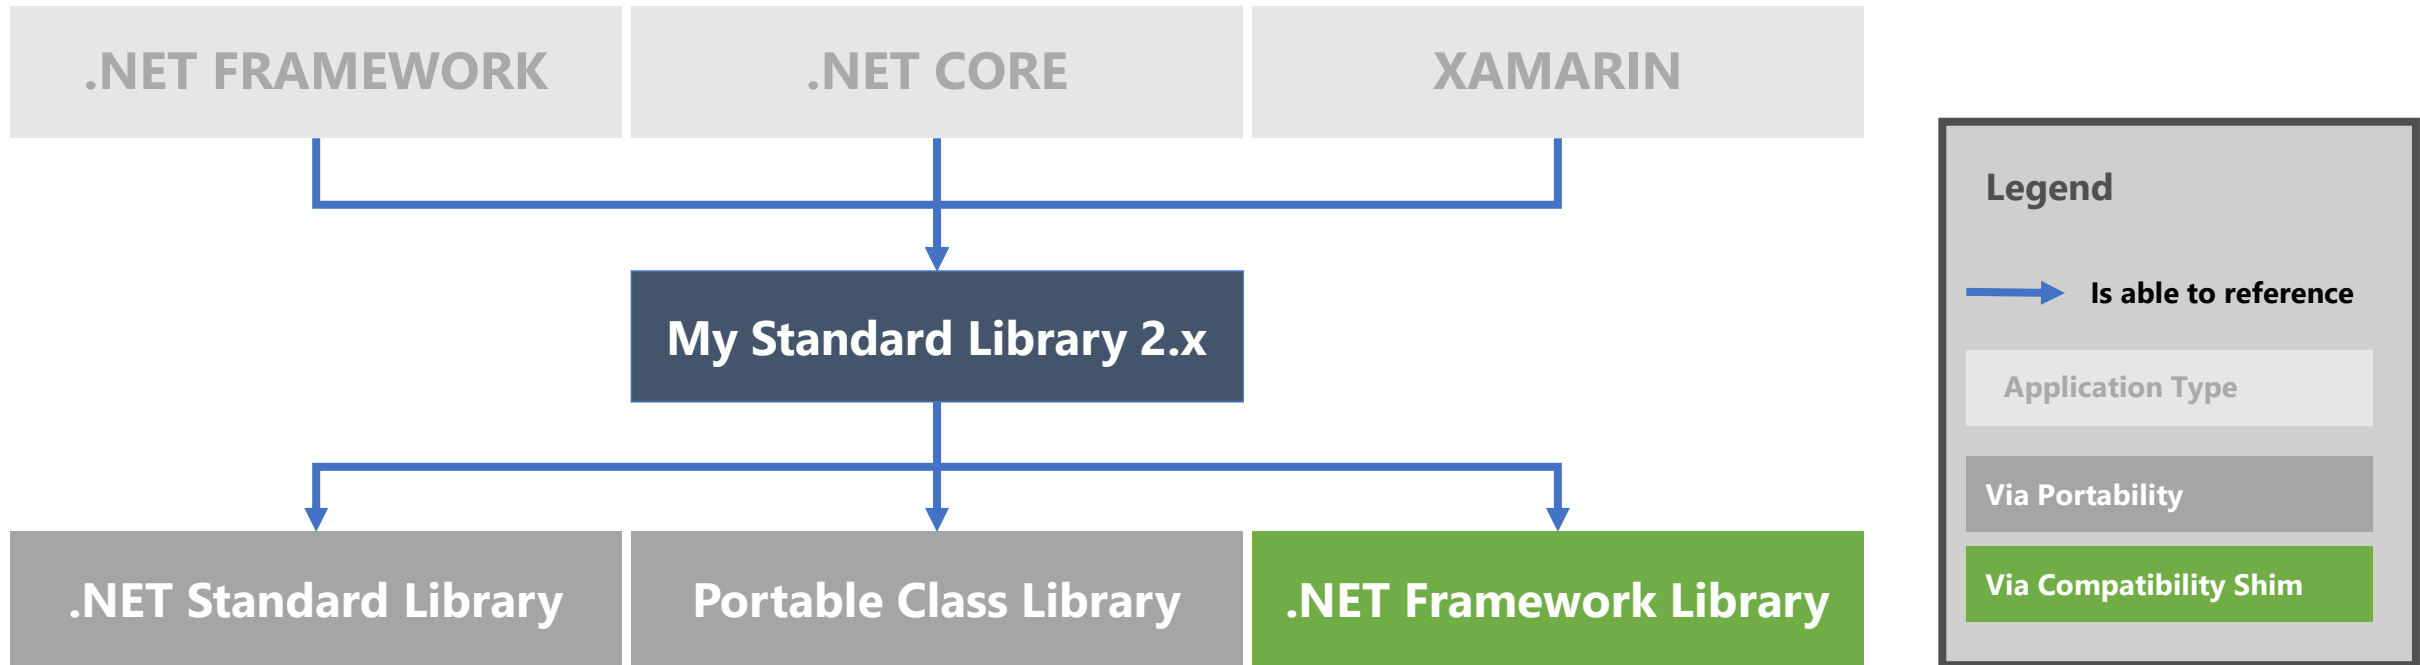 .NET FRAMEWORK
.NET CORE
XAMARIN
My Standard Library 2.x
.NET Standard Library
Portable Class Library
.NET Framework Library
Legend
Is able to reference
Application Type
Via Portability
Via Compatibility Shim